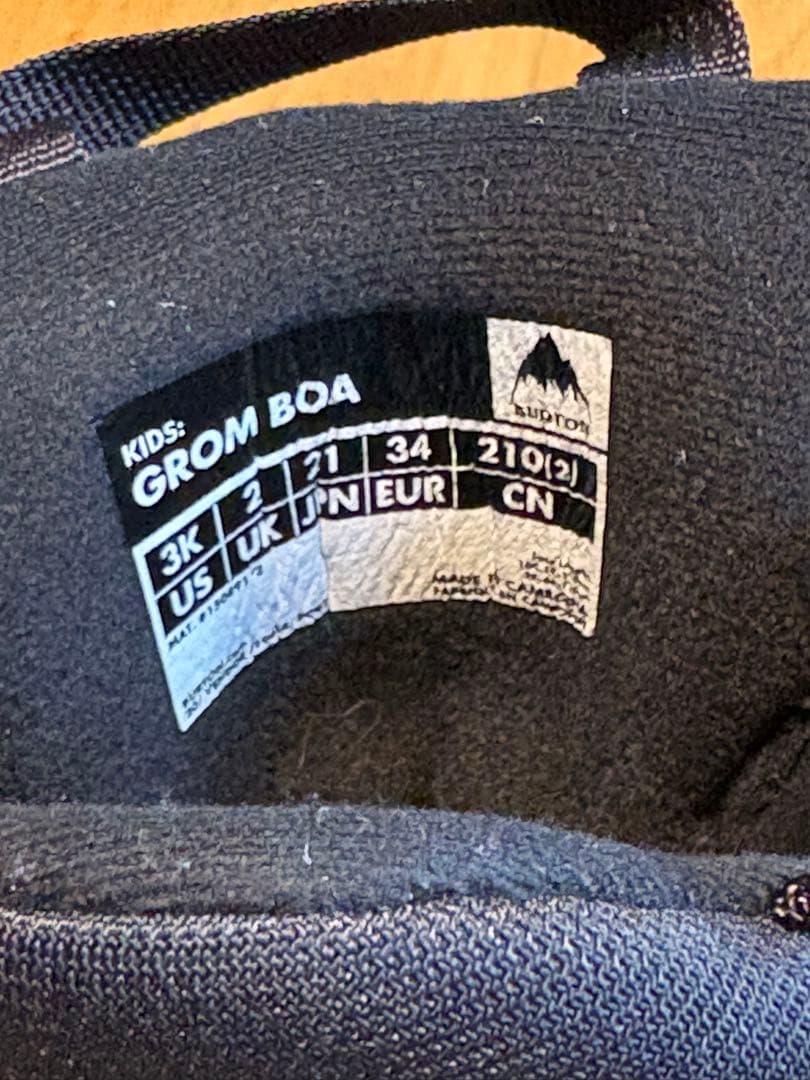 KIDS:
GROM BOA
BURTON
3K 2 21 34 210(2)
US UK JPN EUR CN
MADE IN CAMBODIA